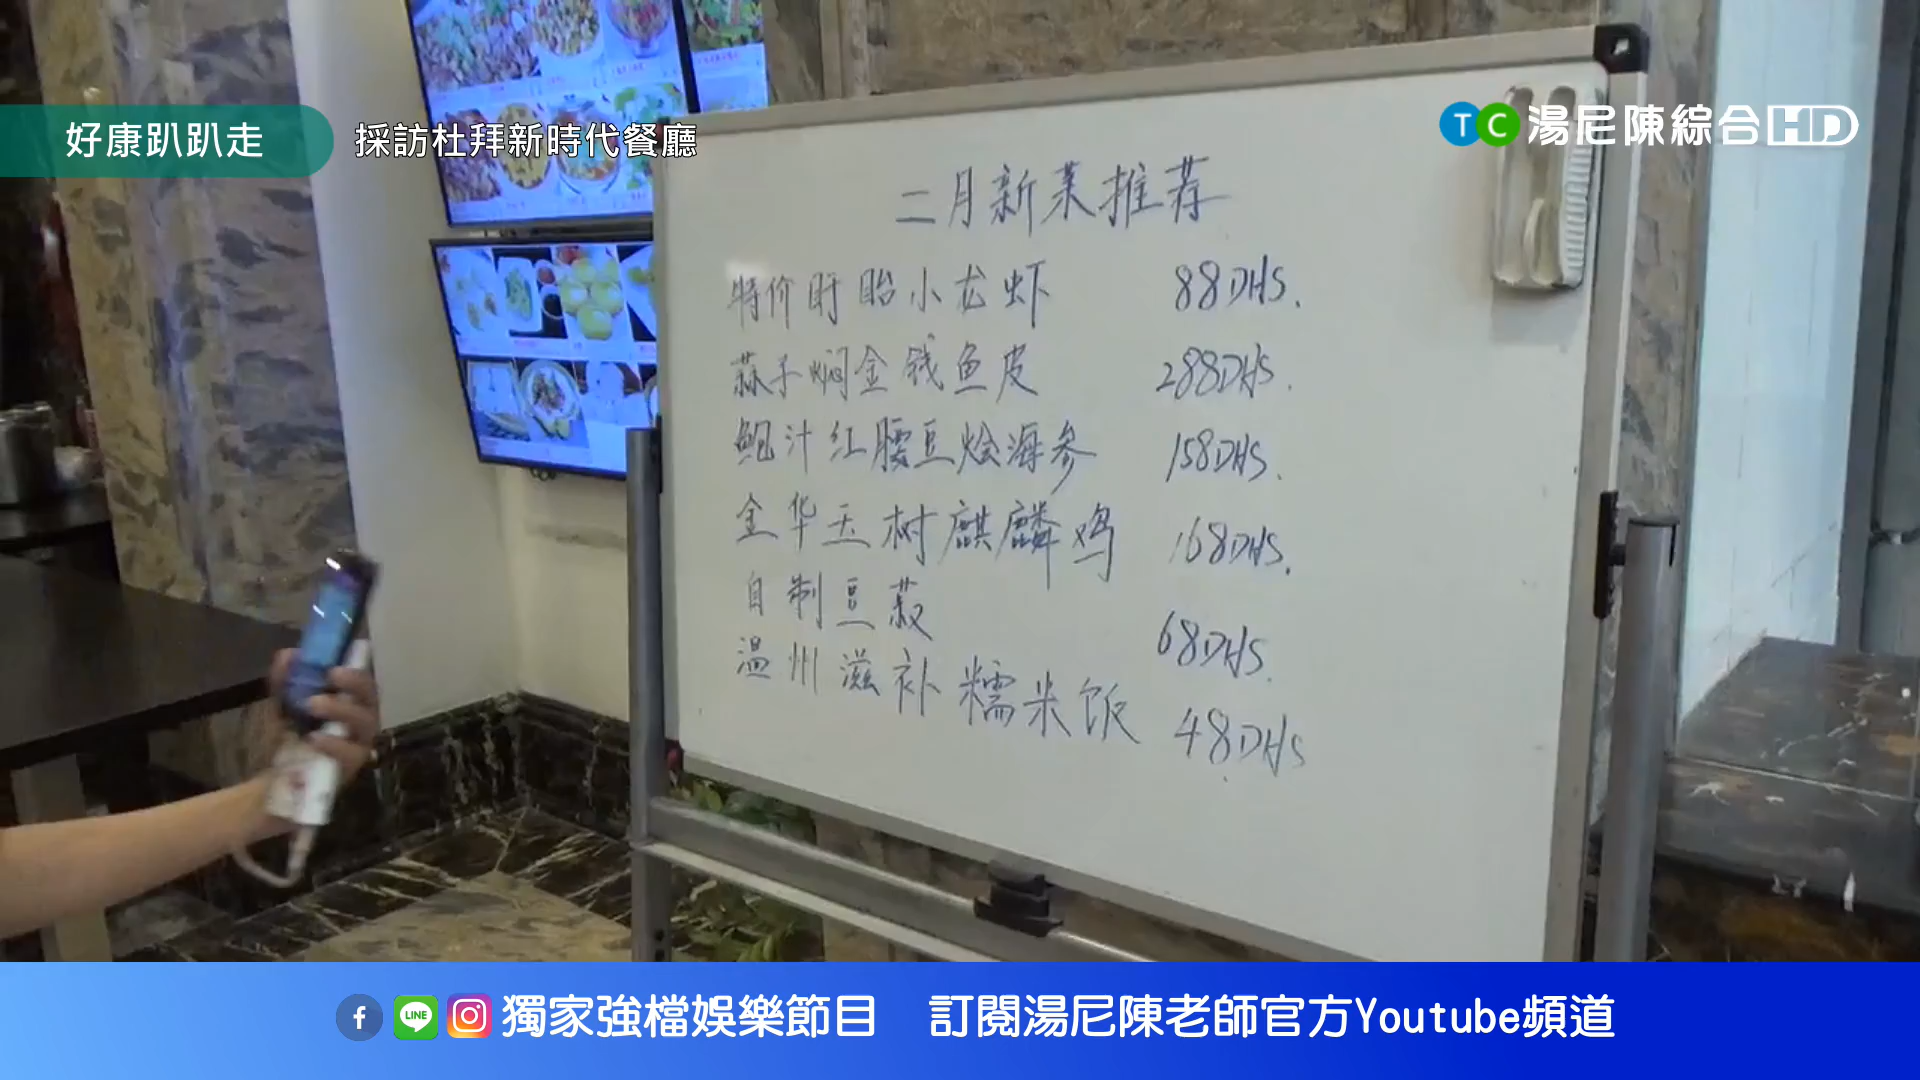 好康趴趴走
採訪杜拜新時代餐廳
TC 湯尼陳綜合HD
二月新菜推荐
特价盱眙小龙虾 88DHS.
蒜子焖金钱鱼皮 288DHS.
鲍汁红腰豆烩海参 158DHS.
金华玉树麒麟鸡 168DHS.
自制豆蔌 68DHS.
温州滋补糯米饭 48DHS
f LINE 獨家強檔娛樂節目 訂閱湯尼陳老師官方Youtube頻道